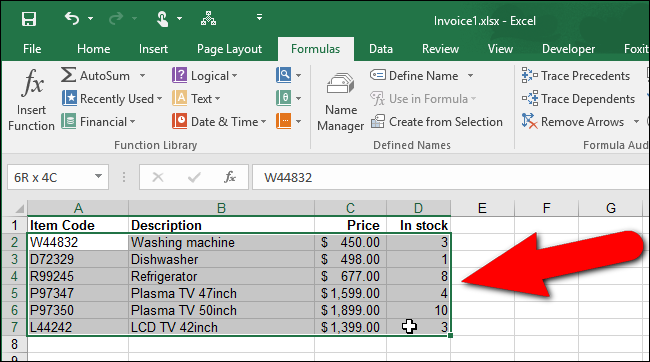 Invoice1.xlsx - Excel
File Home Insert Page Layout Formulas Data Review View Developer Foxit
fx Insert Function
Σ AutoSum
Recently Used
Financial
Logical
Text
Date & Time
θ
Function Library
Name Manager
Define Name
Use in Formula
Create from Selection
Defined Names
Trace Precedents
Trace Dependents
Remove Arrows
Formula Aud
6R x 4C fx W44832
A B C D E F G
1 Item Code Description Price In stock
2 W44832 Washing machine $ 450.00 3
3 D72329 Dishwasher $ 498.00 1
4 R99245 Refrigerator $ 677.00 8
5 P97347 Plasma TV 47inch $ 1,599.00 4
6 P97350 Plasma TV 50inch $ 1,899.00 10
7 L44242 LCD TV 42inch $ 1,399.00 3
8